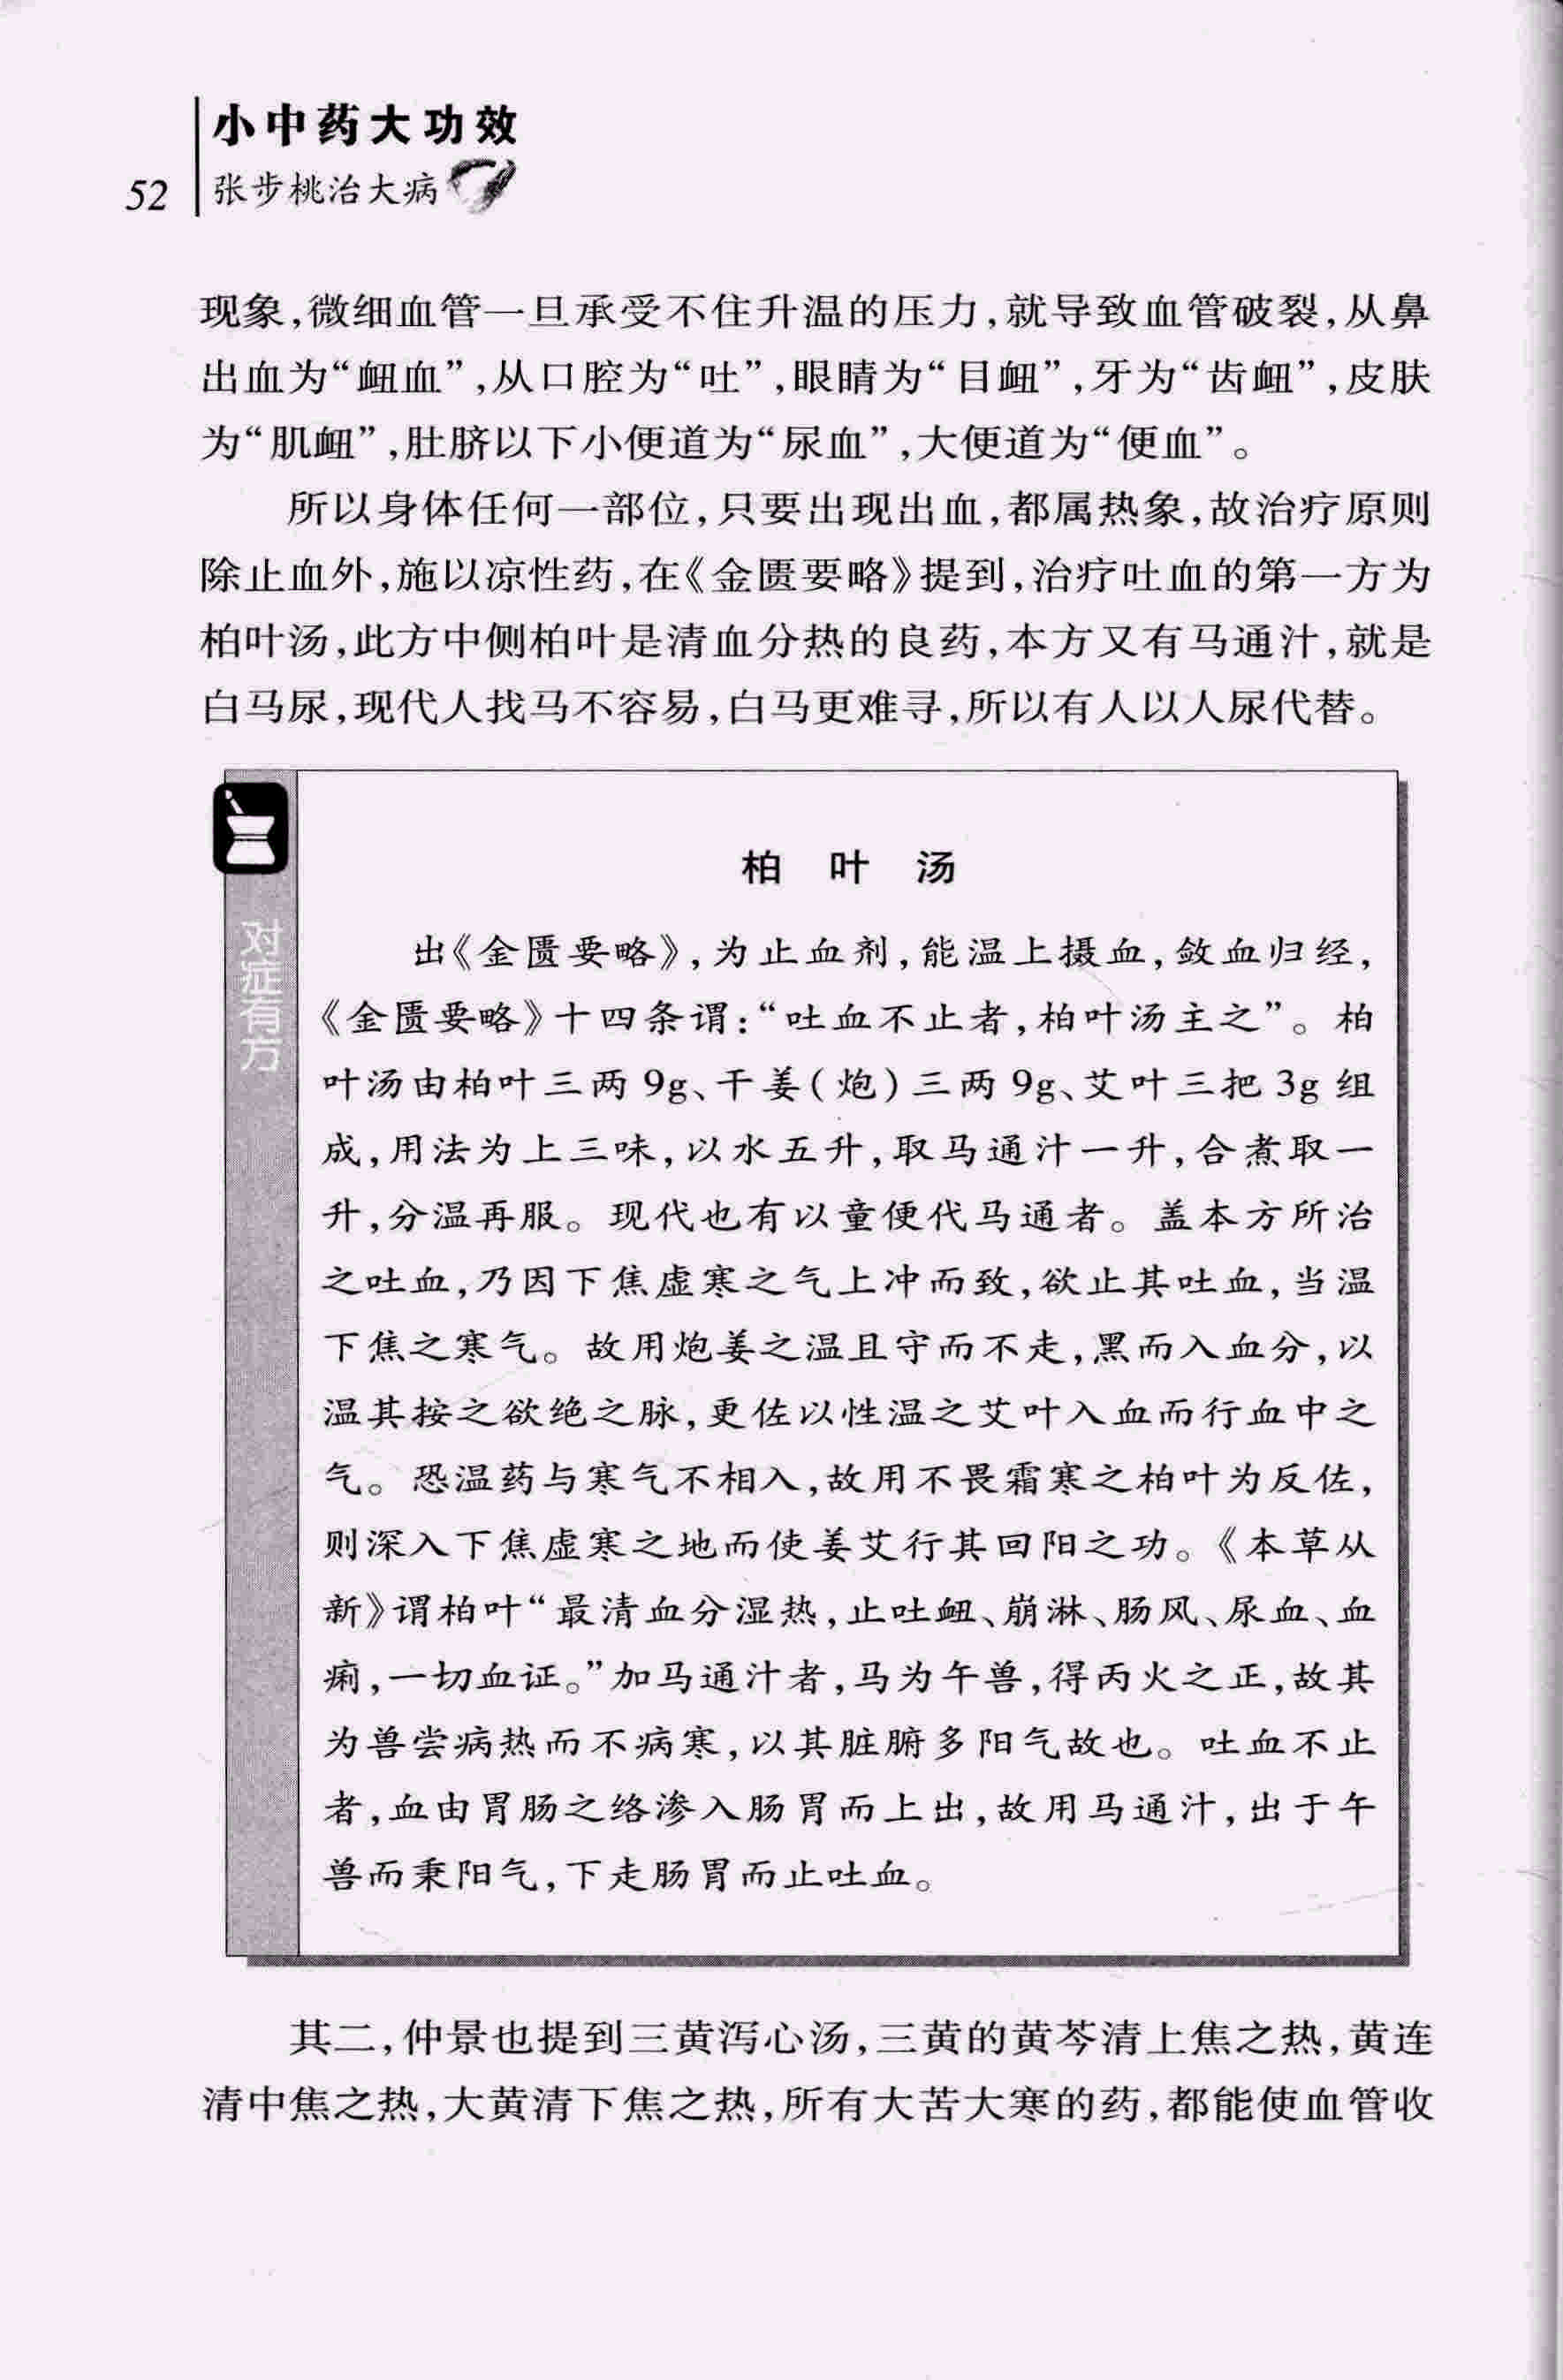 小中药大功效
52
张步桃治大病
现象,微细血管一旦承受不住升温的压力,就导致血管破裂,从鼻
出血为“衄血”,从口腔为“吐”,眼睛为“目衄”,牙为“齿衄”,皮肤
为“肌衄”,肚脐以下小便道为“尿血”,大便道为“便血”。
所以身体任何一部位,只要出现出血,都属热象,故治疗原则
除止血外,施以凉性药,在《金匮要略》提到,治疗吐血的第一方为
柏叶汤,此方中侧柏叶是清血分热的良药,本方又有马通汁,就是
白马尿,现代人找马不容易,白马更难寻,所以有人以人尿代替。
对症有方
柏叶汤
出《金匮要略》,为止血剂,能温上摄血,敛血归经,
《金匮要略》十四条谓:“吐血不止者,柏叶汤主之”。柏
叶汤由柏叶三两 9g、干姜(炮)三两 9g、艾叶三把 3g 组
成,用法为上三味,以水五升,取马通汁一升,合煮取一
升,分温再服。现代也有以童便代马通者。盖本方所治
之吐血,乃因下焦虚寒之气上冲而致,欲止其吐血,当温
下焦之寒气。故用炮姜之温且守而不走,黑而入血分,以
温其按之欲绝之脉,更佐以性温之艾叶入血而行血中之
气。恐温药与寒气不相入,故用不畏霜寒之柏叶为反佐,
则深入下焦虚寒之地而使姜艾行其回阳之功。《本草从
新》谓柏叶“最清血分湿热,止吐衄、崩淋、肠风、尿血、血
痢,一切血证。”加马通汁者,马为午兽,得丙火之正,故其
为兽尝病热而不病寒,以其脏腑多阳气故也。吐血不止
者,血由胃肠之络渗入肠胃而上出,故用马通汁,出于午
兽而秉阳气,下走肠胃而止吐血。
其二,仲景也提到三黄泻心汤,三黄的黄芩清上焦之热,黄连
清中焦之热,大黄清下焦之热,所有大苦大寒的药,都能使血管收